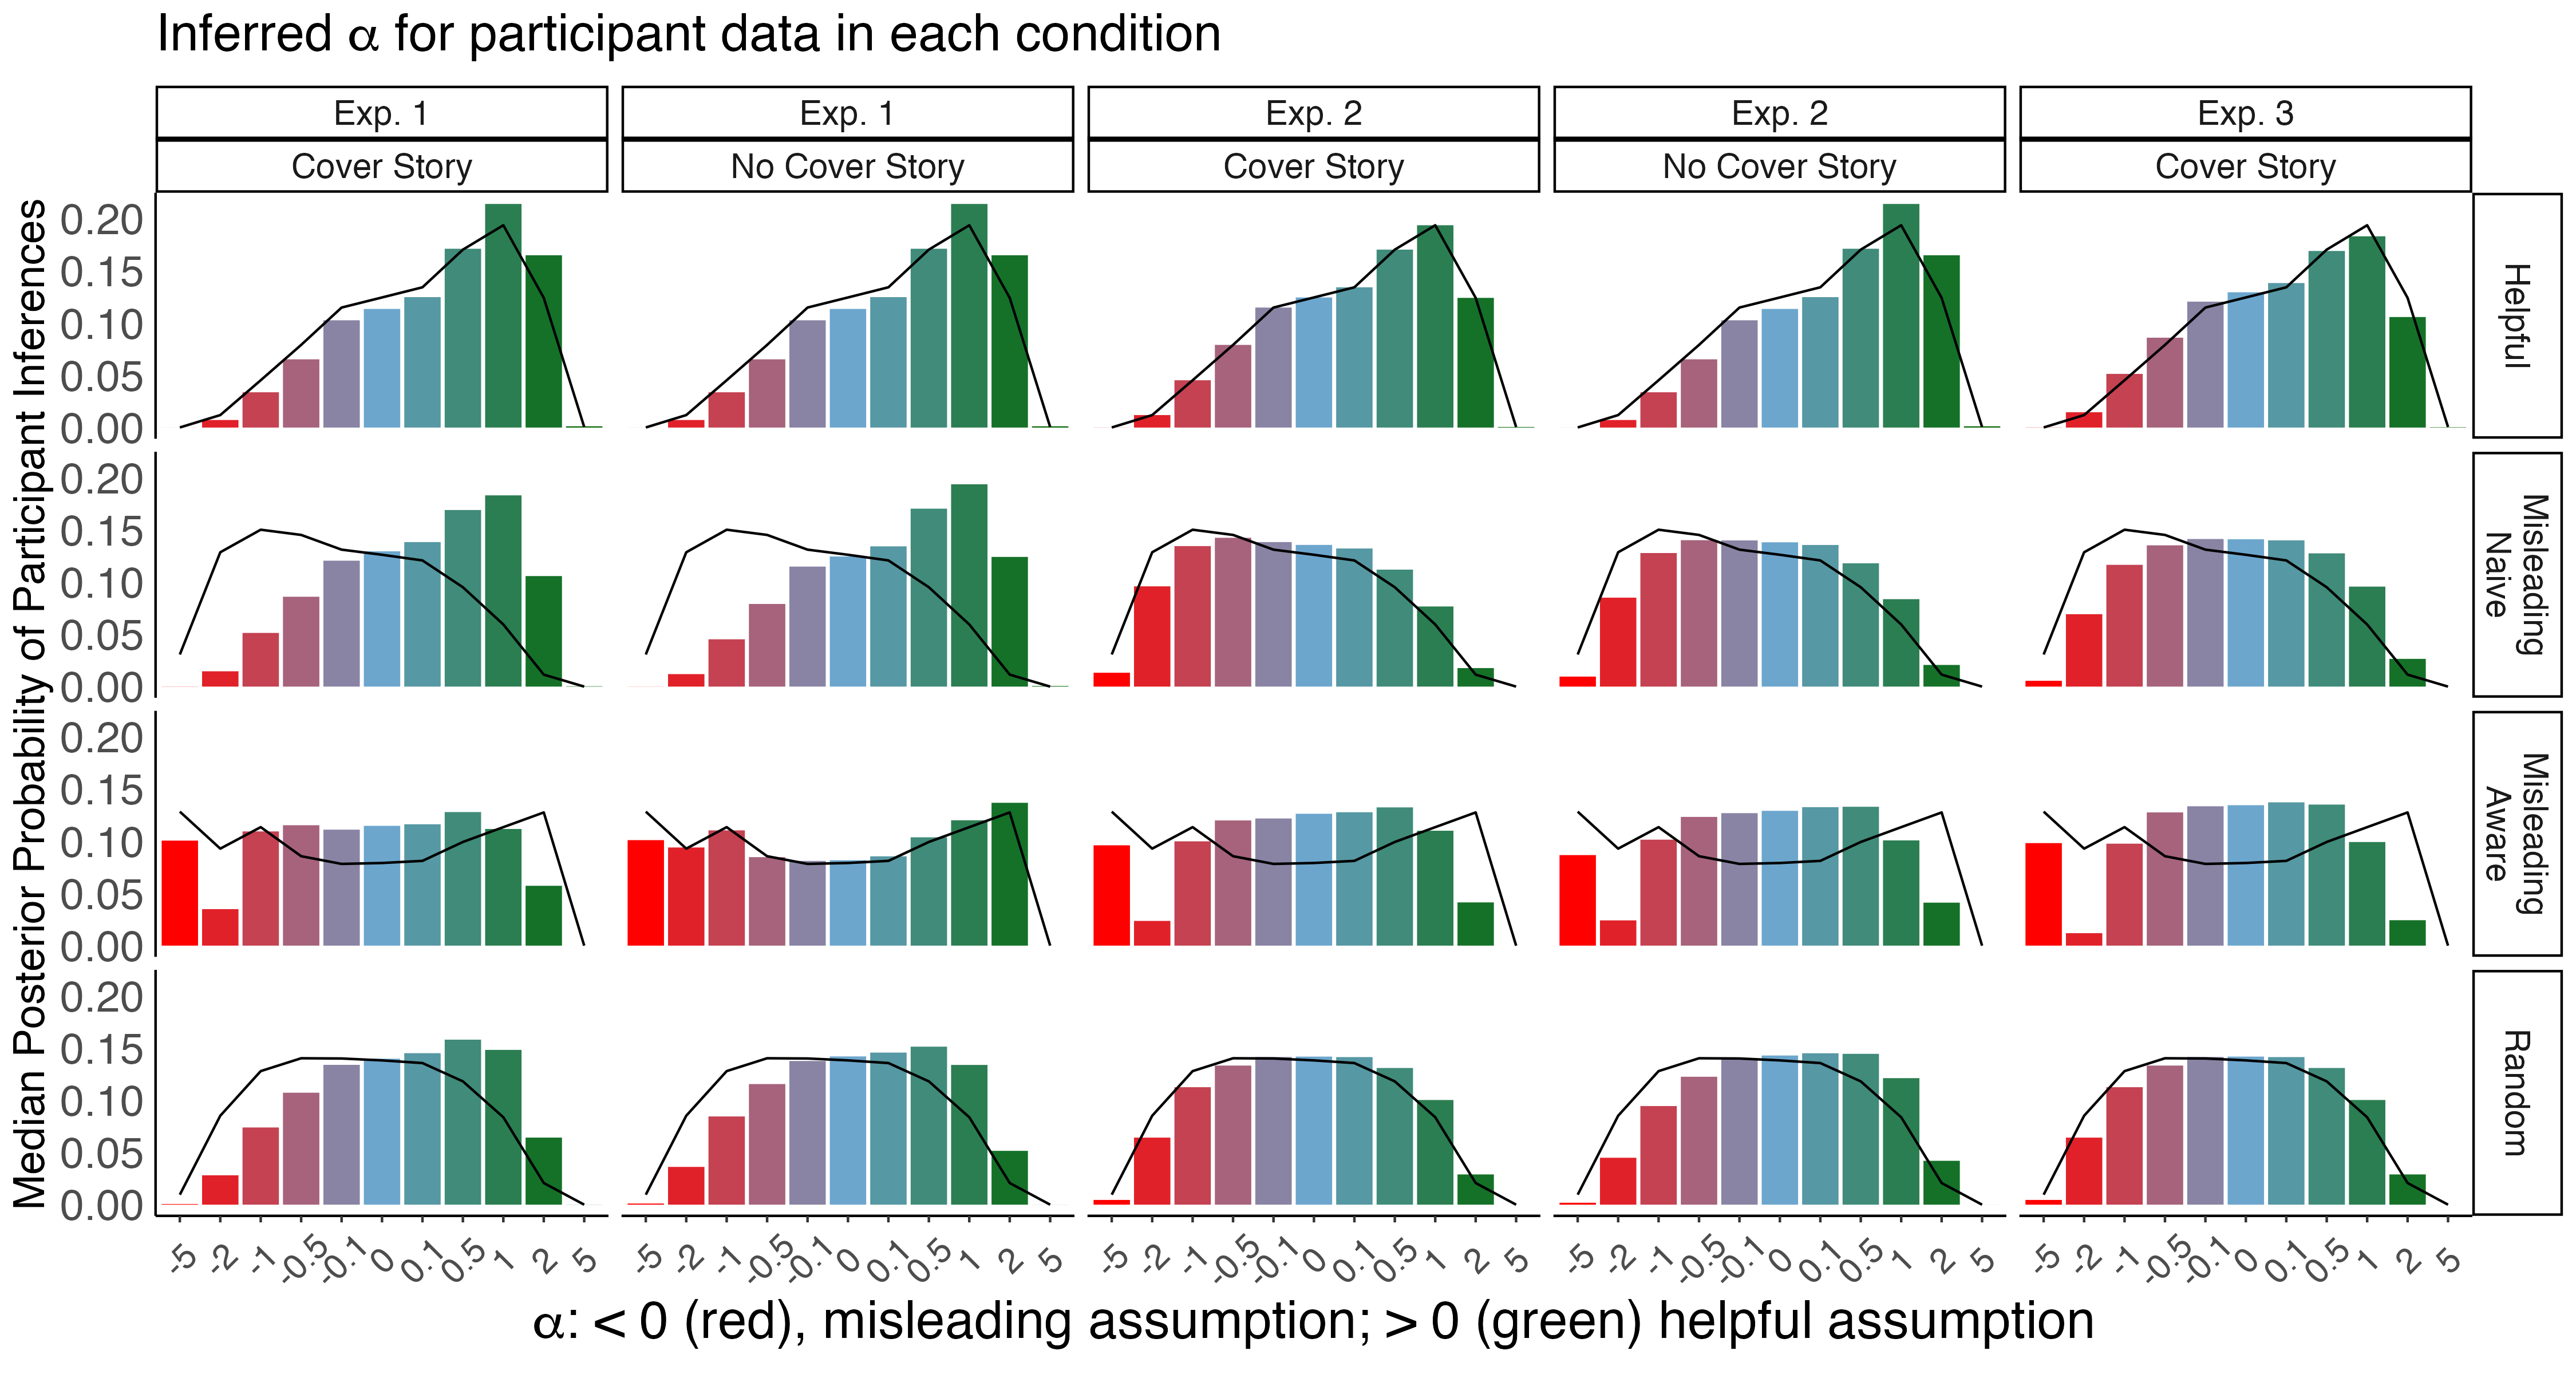 Inferred α for participant data in each condition
Exp. 1
Exp. 1
Exp. 2
Exp. 2
Exp. 3
Cover Story
No Cover Story
Cover Story
No Cover Story
Cover Story
Median Posterior Probability of Participant Inferences
0.20
0.15
0.10
0.05
0.00
Helpful
0.20
0.15
0.10
0.05
0.00
Misleading
Naive
0.20
0.15
0.10
0.05
0.00
Misleading
Aware
0.20
0.15
0.10
0.05
0.00
Random
-5 -2 -1 -0.5 -0.1 0 0.1 0.5 1 2 5
-5 -2 -1 -0.5 -0.1 0 0.1 0.5 1 2 5
-5 -2 -1 -0.5 -0.1 0 0.1 0.5 1 2 5
-5 -2 -1 -0.5 -0.1 0 0.1 0.5 1 2 5
-5 -2 -1 -0.5 -0.1 0 0.1 0.5 1 2 5
α: < 0 (red), misleading assumption; > 0 (green) helpful assumption